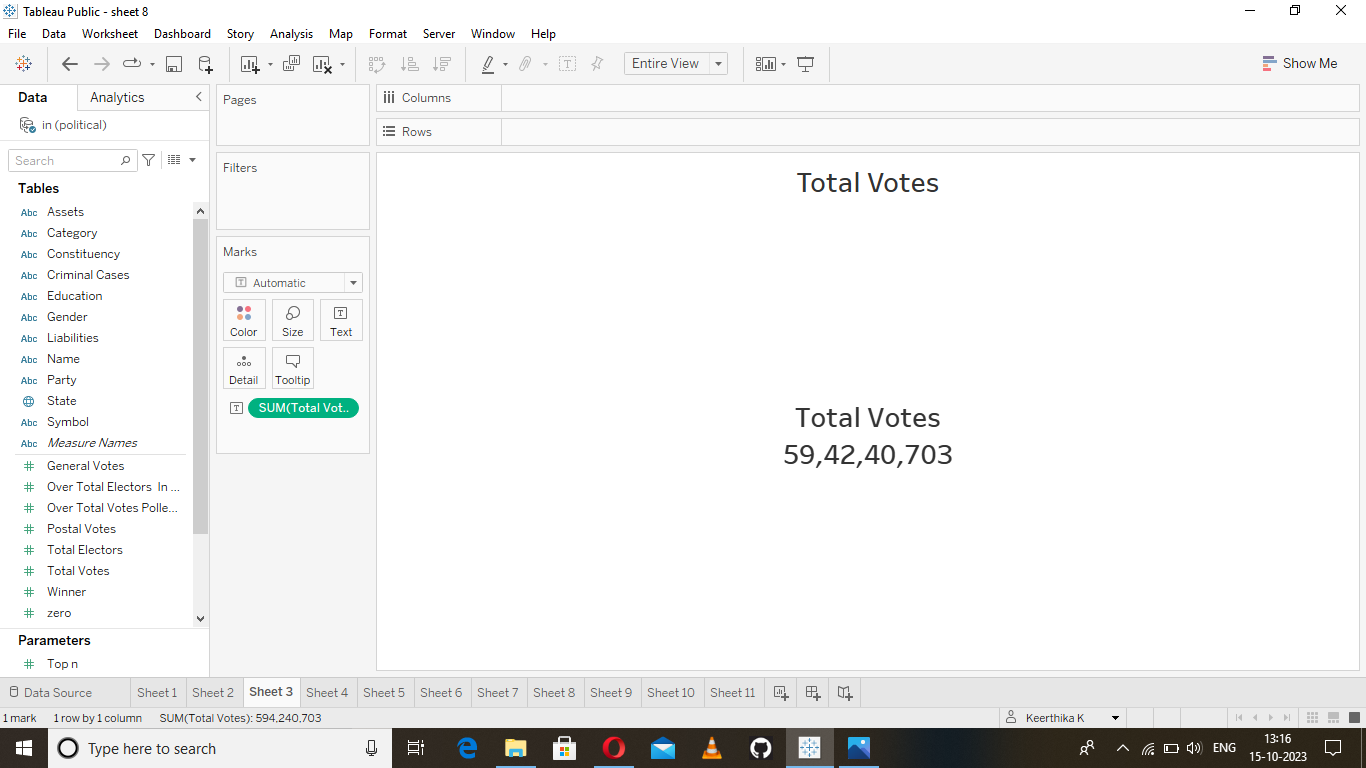 Tableau Public - sheet 8
File Data Worksheet Dashboard Story Analysis Map Format Server Window Help
Entire View
Show Me
Data Analytics
in (political)
Search
Tables
Abc Assets
Abc Category
Abc Constituency
Abc Criminal Cases
Abc Education
Abc Gender
Abc Liabilities
Abc Name
Abc Party
State
Abc Symbol
Abc Measure Names
# General Votes
# Over Total Electors In ...
# Over Total Votes Polle...
# Postal Votes
# Total Electors
# Total Votes
# Winner
# zero
Parameters
# Top n
Pages
Filters
Marks
T Automatic
Color Size Text
Detail Tooltip
T SUM(Total Vot..
Columns
Rows
Total Votes
Total Votes
59,42,40,703
Data Source Sheet 1 Sheet 2 Sheet 3 Sheet 4 Sheet 5 Sheet 6 Sheet 7 Sheet 8 Sheet 9 Sheet 10 Sheet 11
1 mark 1 row by 1 column SUM(Total Votes): 594,240,703 Keerthika K
Type here to search
ENG
13:16
15-10-2023